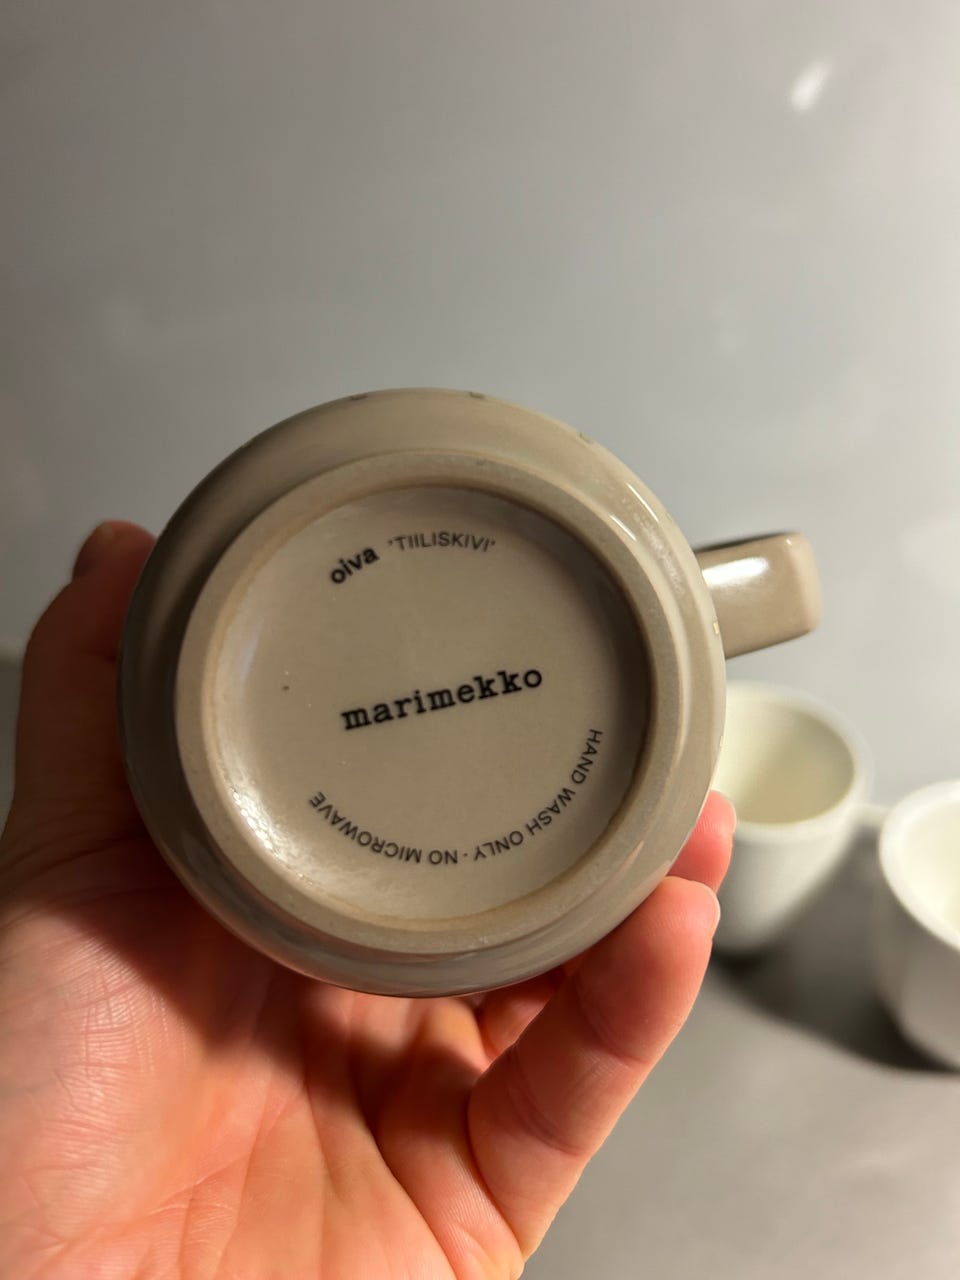 oiva 'TIILISKIVI'
marimekko
HAND WASH ONLY · NO MICROWAVE